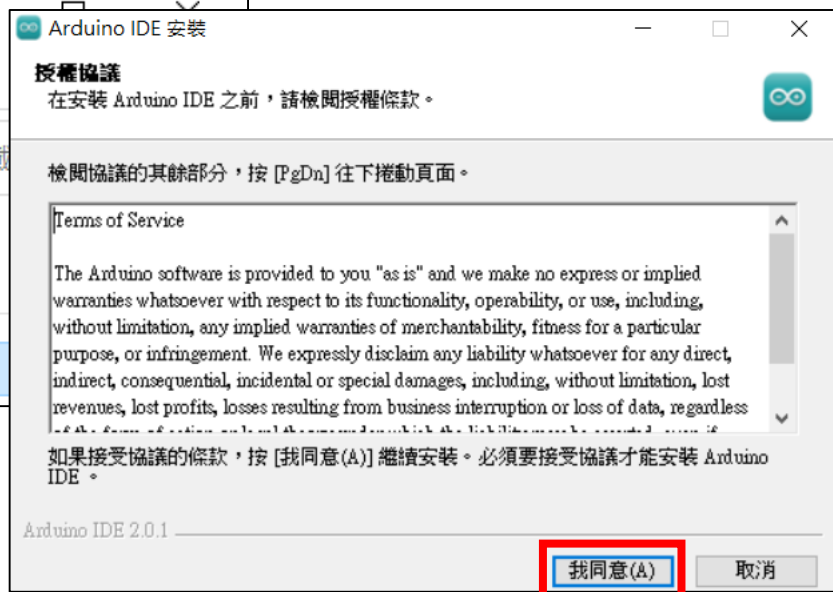 Arduino IDE 安裝
授權協議
在安裝 Arduino IDE 之前，請檢閱授權條款。
檢閱協議的其餘部分，按 [PgDn] 往下捲動頁面。
Terms of Service
The Arduino software is provided to you "as is" and we make no express or implied
warranties whatsoever with respect to its functionality, operability, or use, including,
without limitation, any implied warranties of merchantability, fitness for a particular
purpose, or infringement. We expressly disclaim any liability whatsoever for any direct,
indirect, consequential, incidental or special damages, including, without limitation, lost
revenues, lost profits, losses resulting from business interruption or loss of data, regardless
如果接受協議的條款，按 [我同意(A)] 繼續安裝。必須要接受協議才能安裝 Arduino
IDE 。
Arduino IDE 2.0.1
我同意(A)
取消